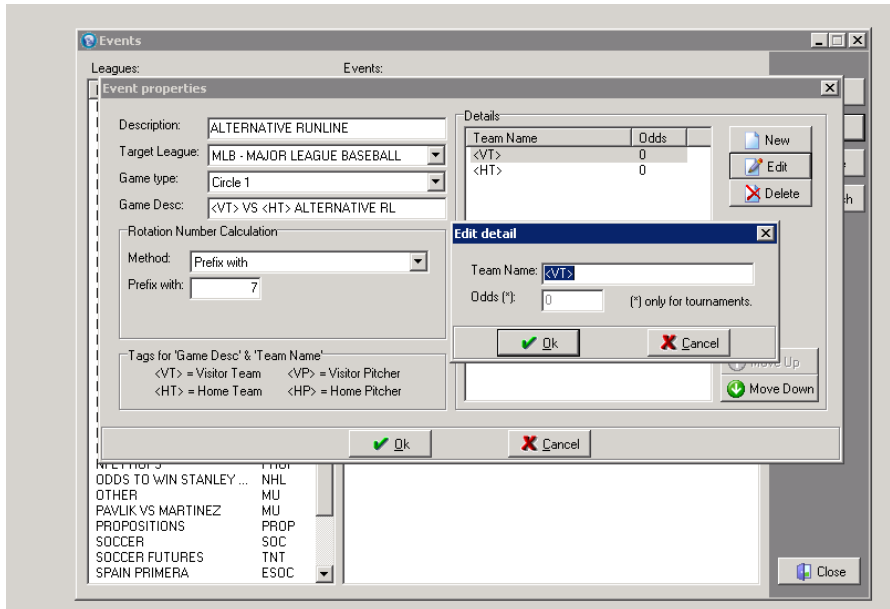 Events
Leagues: Events:
Event properties
Description: ALTERNATIVE RUNLINE
Target League: MLB - MAJOR LEAGUE BASEBALL
Game type: Circle 1
Game Desc: <VT> VS <HT> ALTERNATIVE RL
Rotation Number Calculation
Method: Prefix with
Prefix with: 7
Tags for 'Game Desc' & 'Team Name'
<VT> = Visitor Team <VP> = Visitor Pitcher
<HT> = Home Team <HP> = Home Pitcher
Details
Team Name Odds
<VT> 0
<HT> 0
New
Edit
Delete
Edit detail
Team Name: <VT>
Odds (*): 0 (*) only for tournaments.
Ok Cancel
Move Up
Move Down
Ok Cancel
ODDS TO WIN STANLEY ... NHL
OTHER MU
PAVLIK VS MARTINEZ MU
PROPOSITIONS PROP
SOCCER SOC
SOCCER FUTURES TNT
SPAIN PRIMERA ESOC
Close